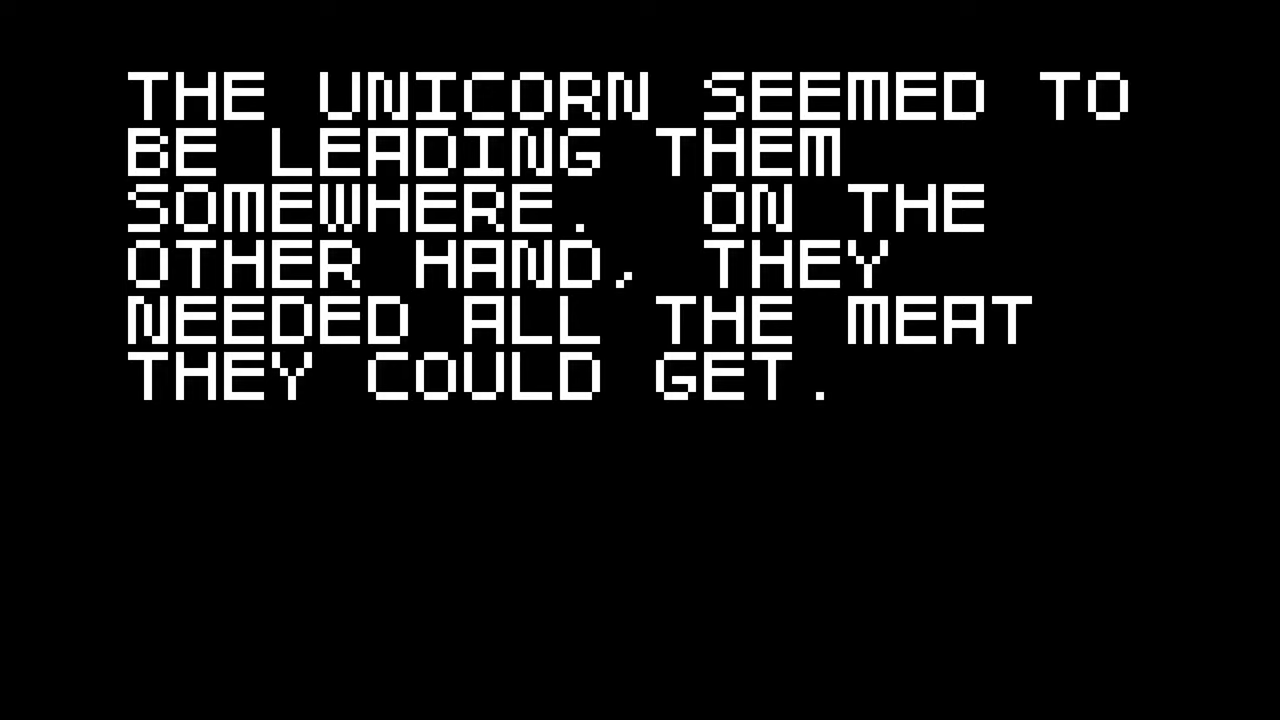 THE UNICORN SEEMED TO
BE LEADING THEM
SOMEWHERE.  ON THE
OTHER HAND, THEY
NEEDED ALL THE MEAT
THEY COULD GET.